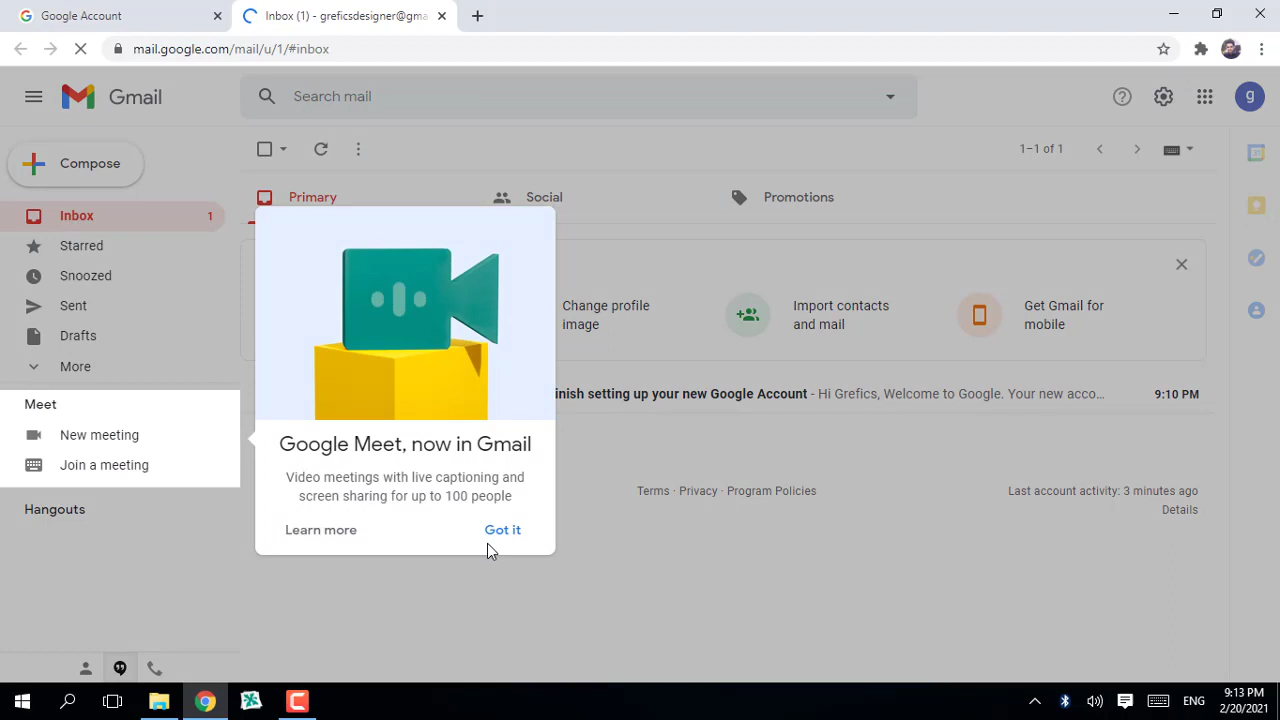 Google Account
Inbox (1) - greficsdesigner@gma
mail.google.com/mail/u/1/#inbox
Gmail
Search mail
g
Compose
1–1 of 1
Primary
Social
Promotions
Inbox
1
Starred
Snoozed
Sent
Drafts
More
Change profile
image
Import contacts
and mail
Get Gmail for
mobile
inish setting up your new Google Account - Hi Grefics, Welcome to Google. Your new acco...
9:10 PM
Meet
New meeting
Join a meeting
Hangouts
Google Meet, now in Gmail
Video meetings with live captioning and
screen sharing for up to 100 people
Learn more
Got it
Terms · Privacy · Program Policies
Last account activity: 3 minutes ago
Details
ENG
9:13 PM
2/20/2021